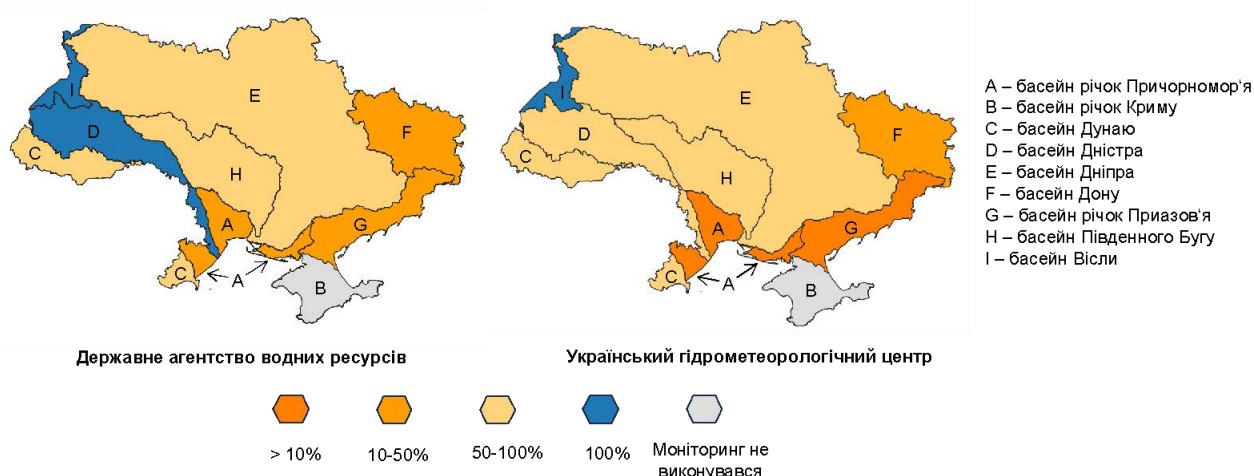 E
I
D
F
C
H
A
G
C
A
B
E
I
D
F
C
H
A
G
C
A
B
А – басейн річок Причорномор‘я
В – басейн річок Криму
С – басейн Дунаю
D – басейн Дністра
Е – басейн Дніпра
F – басейн Дону
G – басейн річок Приазов‘я
Н – басейн Південного Бугу
І – басейн Вісли
Державне агентство водних ресурсів
Український гідрометеорологічний центр
> 10%
10-50%
50-100%
100%
Моніторинг не
виконувався